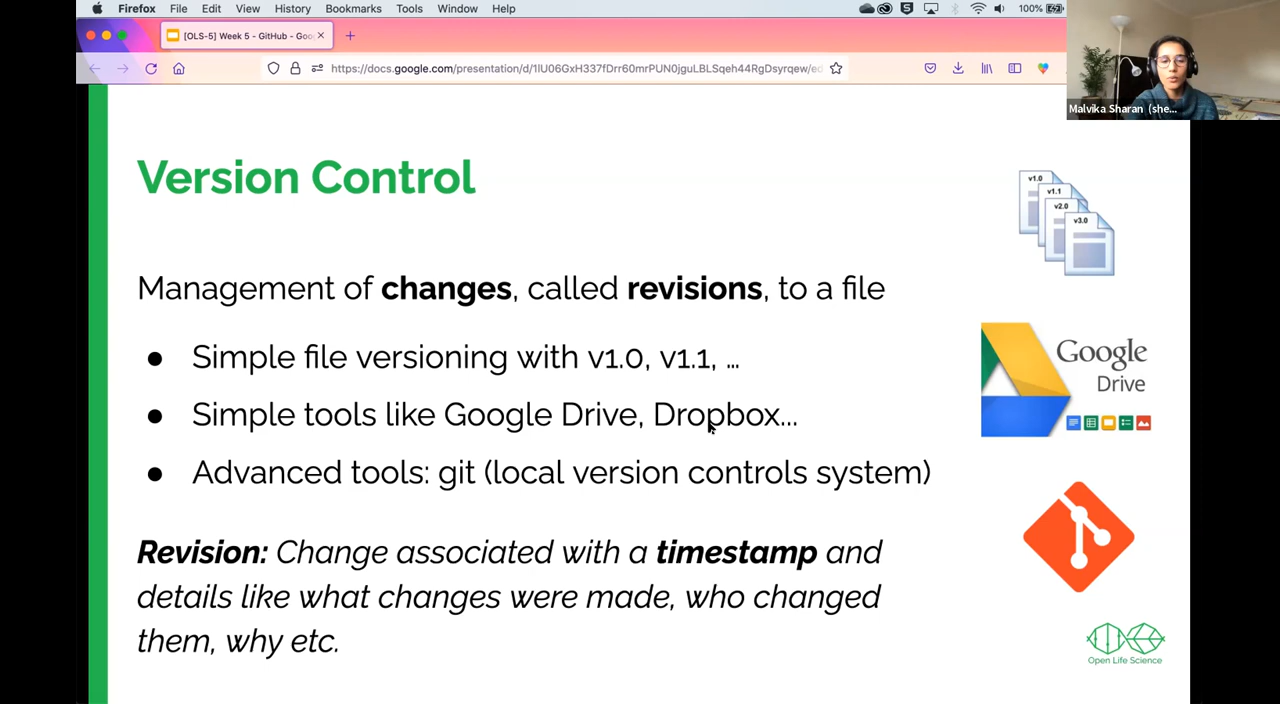 Firefox File Edit View History Bookmarks Tools Window Help
100%
[OLS-5] Week 5 - GitHub - Goo
https://docs.google.com/presentation/d/1lU06GxH337fDrr60mrPUN0jguLBLSqeh44RgDsyrqew/ed
Malvika Sharan (she...
Version Control
v1.0
v1.1
v2.0
v3.0
Management of changes, called revisions, to a file
Simple file versioning with v1.0, v1.1, ...
Google
Drive
Simple tools like Google Drive, Dropbox...
Advanced tools: git (local version controls system)
Revision: Change associated with a timestamp and
details like what changes were made, who changed
them, why etc.
Open Life Science